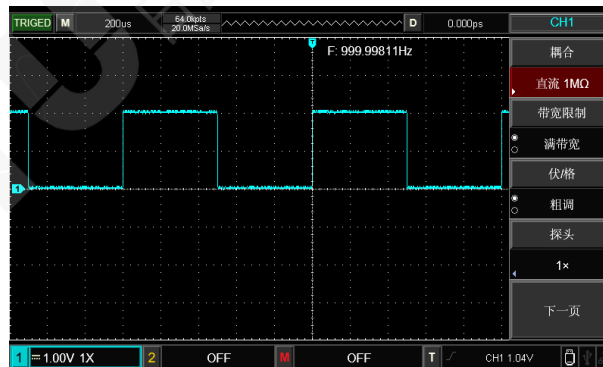 TRIGED M 200us 64.0kpts D 0.000ps CH1
20.0MSa/s
T
F: 999.99811Hz
耦合
直流 1MΩ
带宽限制
满带宽
伏/格
1
粗调
探头
1×
下一页
1 1.00V 1X 2 OFF M OFF T CH1 1.04V